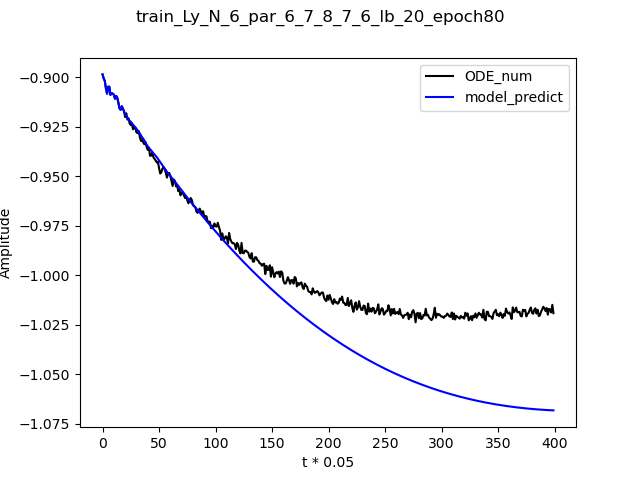 train_Ly_N_6_par_6_7_8_7_6_lb_20_epoch80
ODE_num
model_predict
Amplitude
−0.900
−0.925
−0.950
−0.975
−1.000
−1.025
−1.050
−1.075
0 50 100 150 200 250 300 350 400
t * 0.05